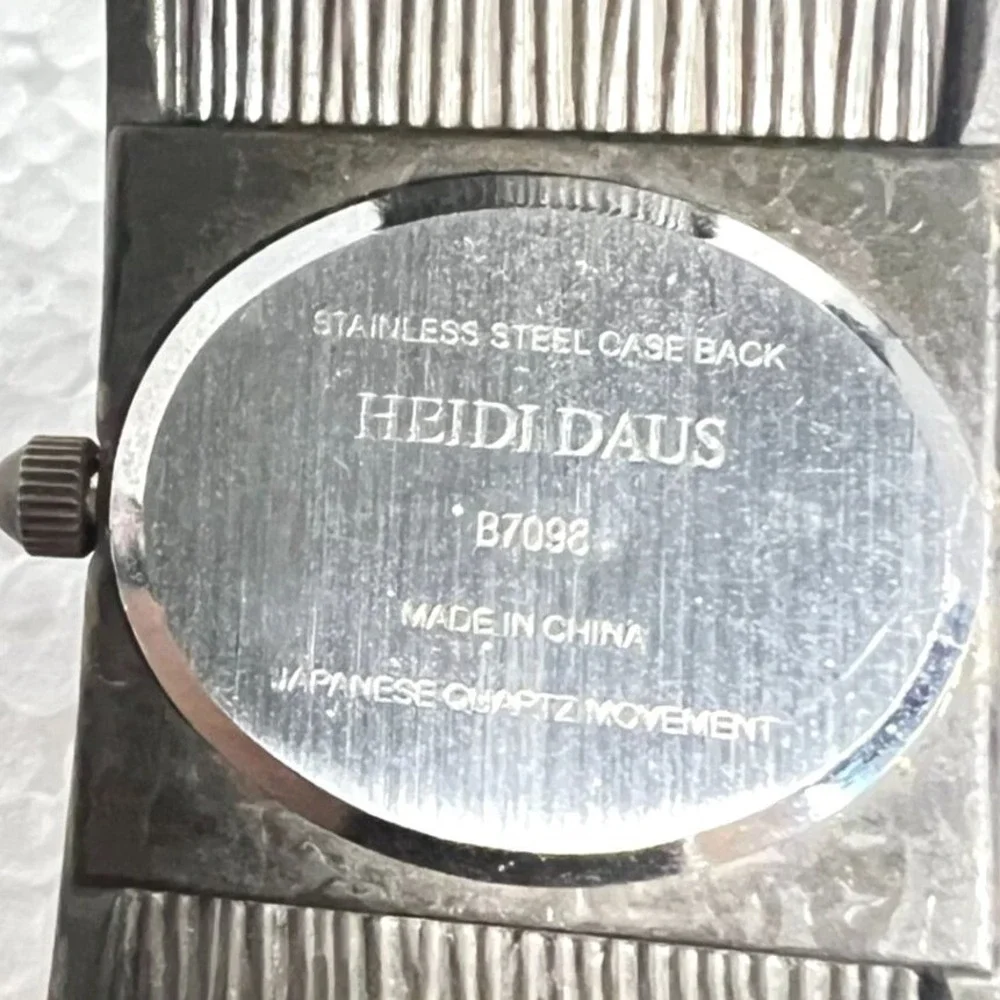 STAINLESS STEEL CASE BACK
HEIDI DAUS
B7098
MADE IN CHINA
JAPANESE QUARTZ MOVEMENT